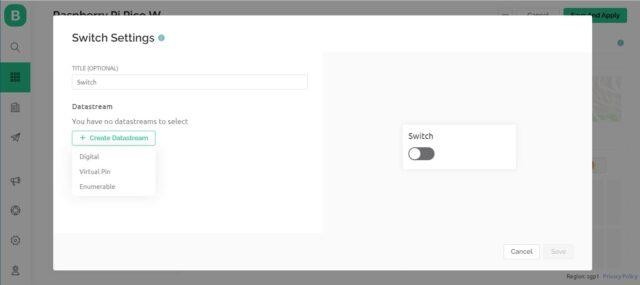 B
Raspberry Pi Pico W
Cancel
Save And Apply
Switch Settings
TITLE (OPTIONAL)
Switch
Datastream
You have no datastreams to select
+ Create Datastream
Digital
Virtual Pin
Enumerable
Switch
Cancel
Save
Region: sgp1 Privacy Policy